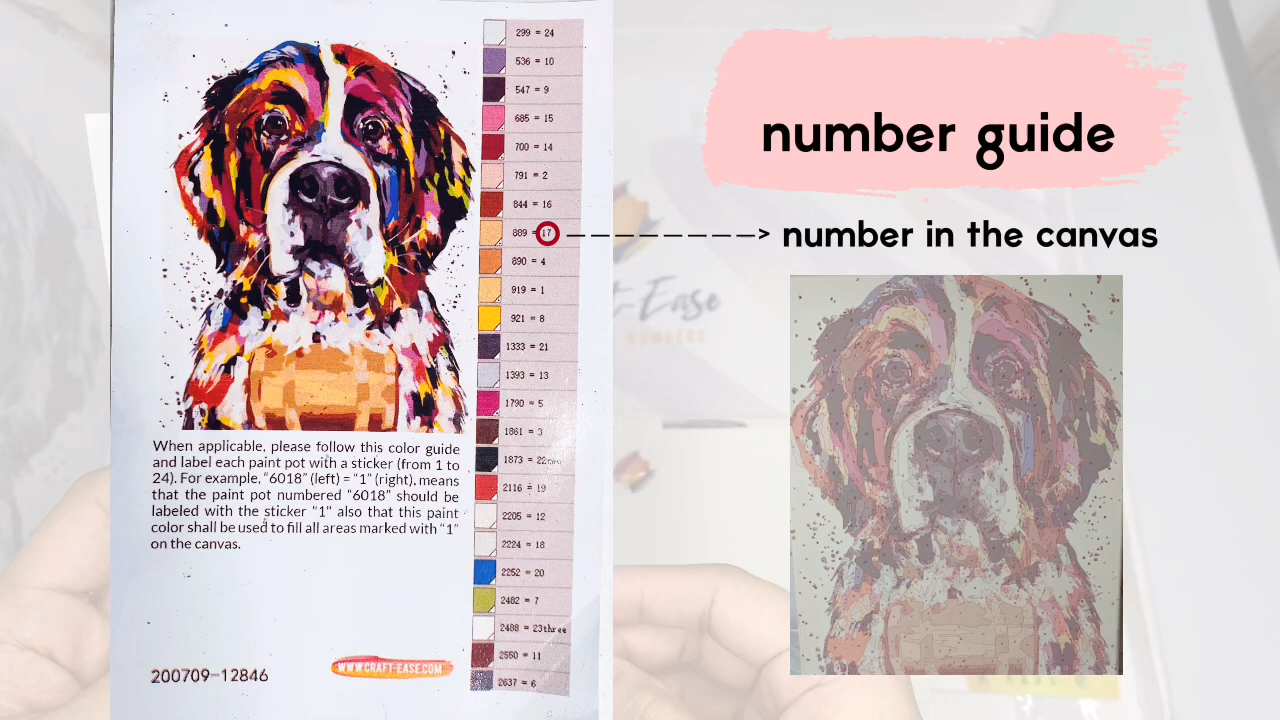 299 = 24
536 = 10
547 = 9
685 = 15
700 = 14
791 = 2
844 = 16
889 = 17
890 = 4
919 = 1
921 = 8
1333 = 21
1393 = 13
1790 = 5
1861 = 3
1873 = 22
2116 = 19
2205 = 12
2224 = 18
2252 = 20
2482 = 7
2488 = 23three
2550 = 11
2637 = 6
When applicable, please follow this color guide
and label each paint pot with a sticker (from 1 to
24). For example, “6018” (left) = “1” (right), means
that the paint pot numbered “6018” should be
labeled with the sticker “1” also that this paint
color shall be used to fill all areas marked with “1”
on the canvas.
200709-12846
WWW.CRAFT-EASE.COM
number guide
number in the canvas
t-Ease
NUMBERS